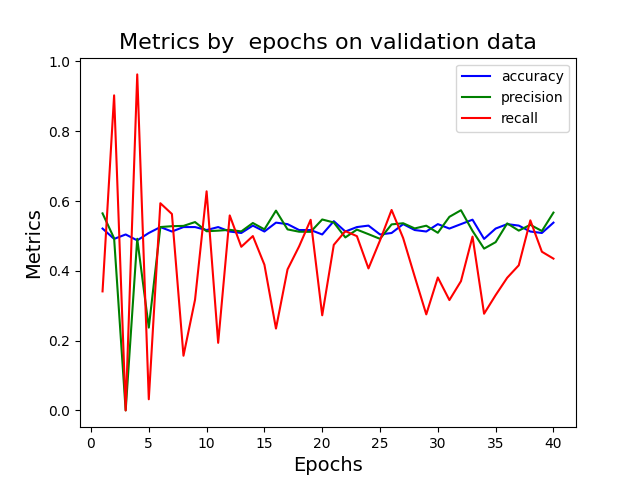 Metrics by  epochs on validation data
accuracy
precision
recall
Metrics
1.0
0.8
0.6
0.4
0.2
0.0
0 5 10 15 20 25 30 35 40
Epochs